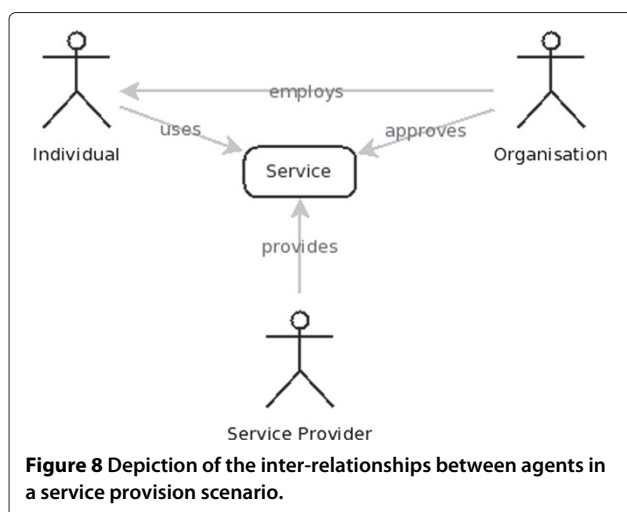 employs
uses
approves
Individual
Organisation
Service
provides
Service Provider
Figure 8 Depiction of the inter-relationships between agents in
a service provision scenario.